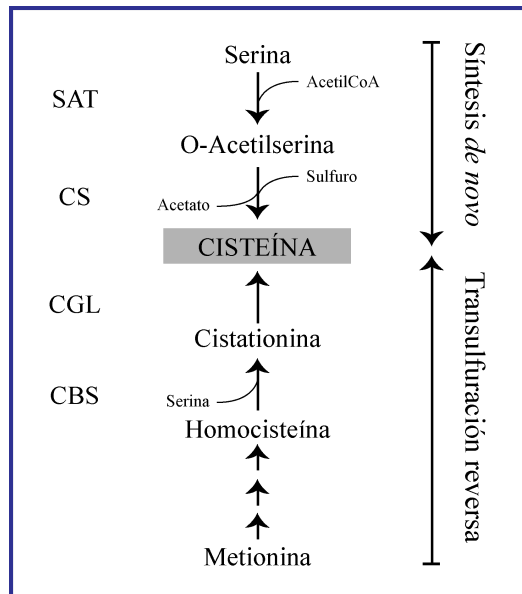 Serina
SAT
AcetilCoA
O-Acetilserina
CS
Sulfuro
Acetato
CISTEÍNA
CGL
Cistationina
CBS
Serina
Homocisteína
Metionina
Síntesis de novo
Transulfuración reversa